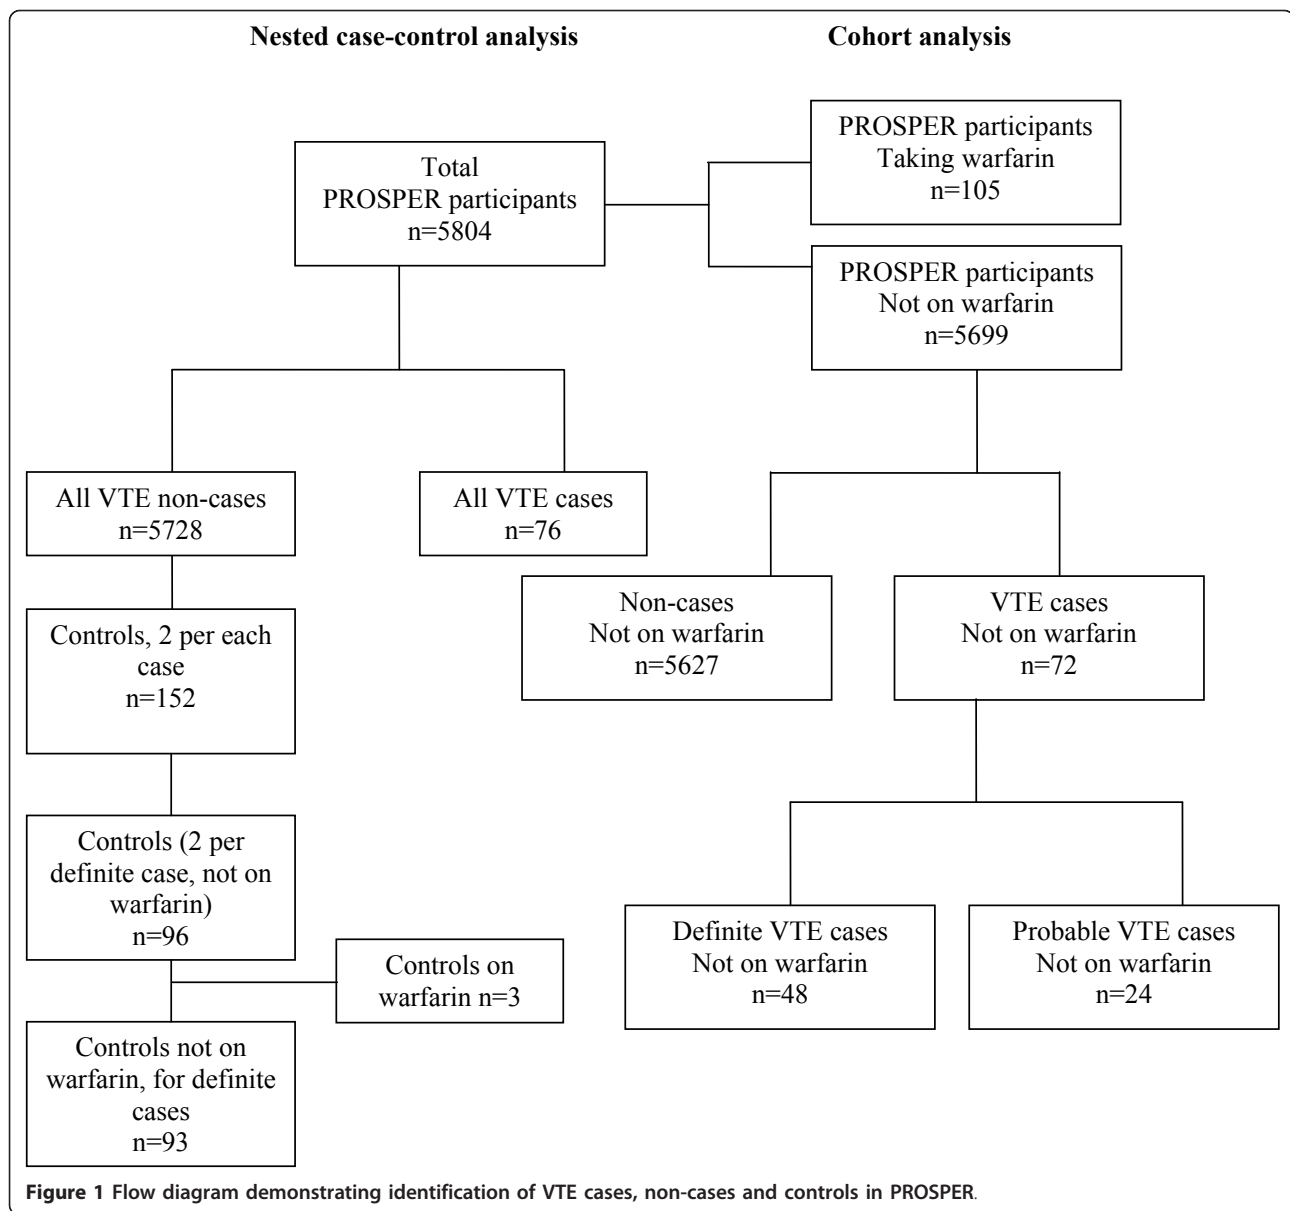 Nested case-control analysis
Cohort analysis
Total
PROSPER participants
n=5804
PROSPER participants
Taking warfarin
n=105
PROSPER participants
Not on warfarin
n=5699
All VTE non-cases
n=5728
All VTE cases
n=76
Non-cases
Not on warfarin
n=5627
VTE cases
Not on warfarin
n=72
Controls, 2 per each
case
n=152
Controls (2 per
definite case, not on
warfarin)
n=96
Controls on
warfarin n=3
Definite VTE cases
Not on warfarin
n=48
Probable VTE cases
Not on warfarin
n=24
Controls not on
warfarin, for definite
cases
n=93
Figure 1 Flow diagram demonstrating identification of VTE cases, non-cases and controls in PROSPER.